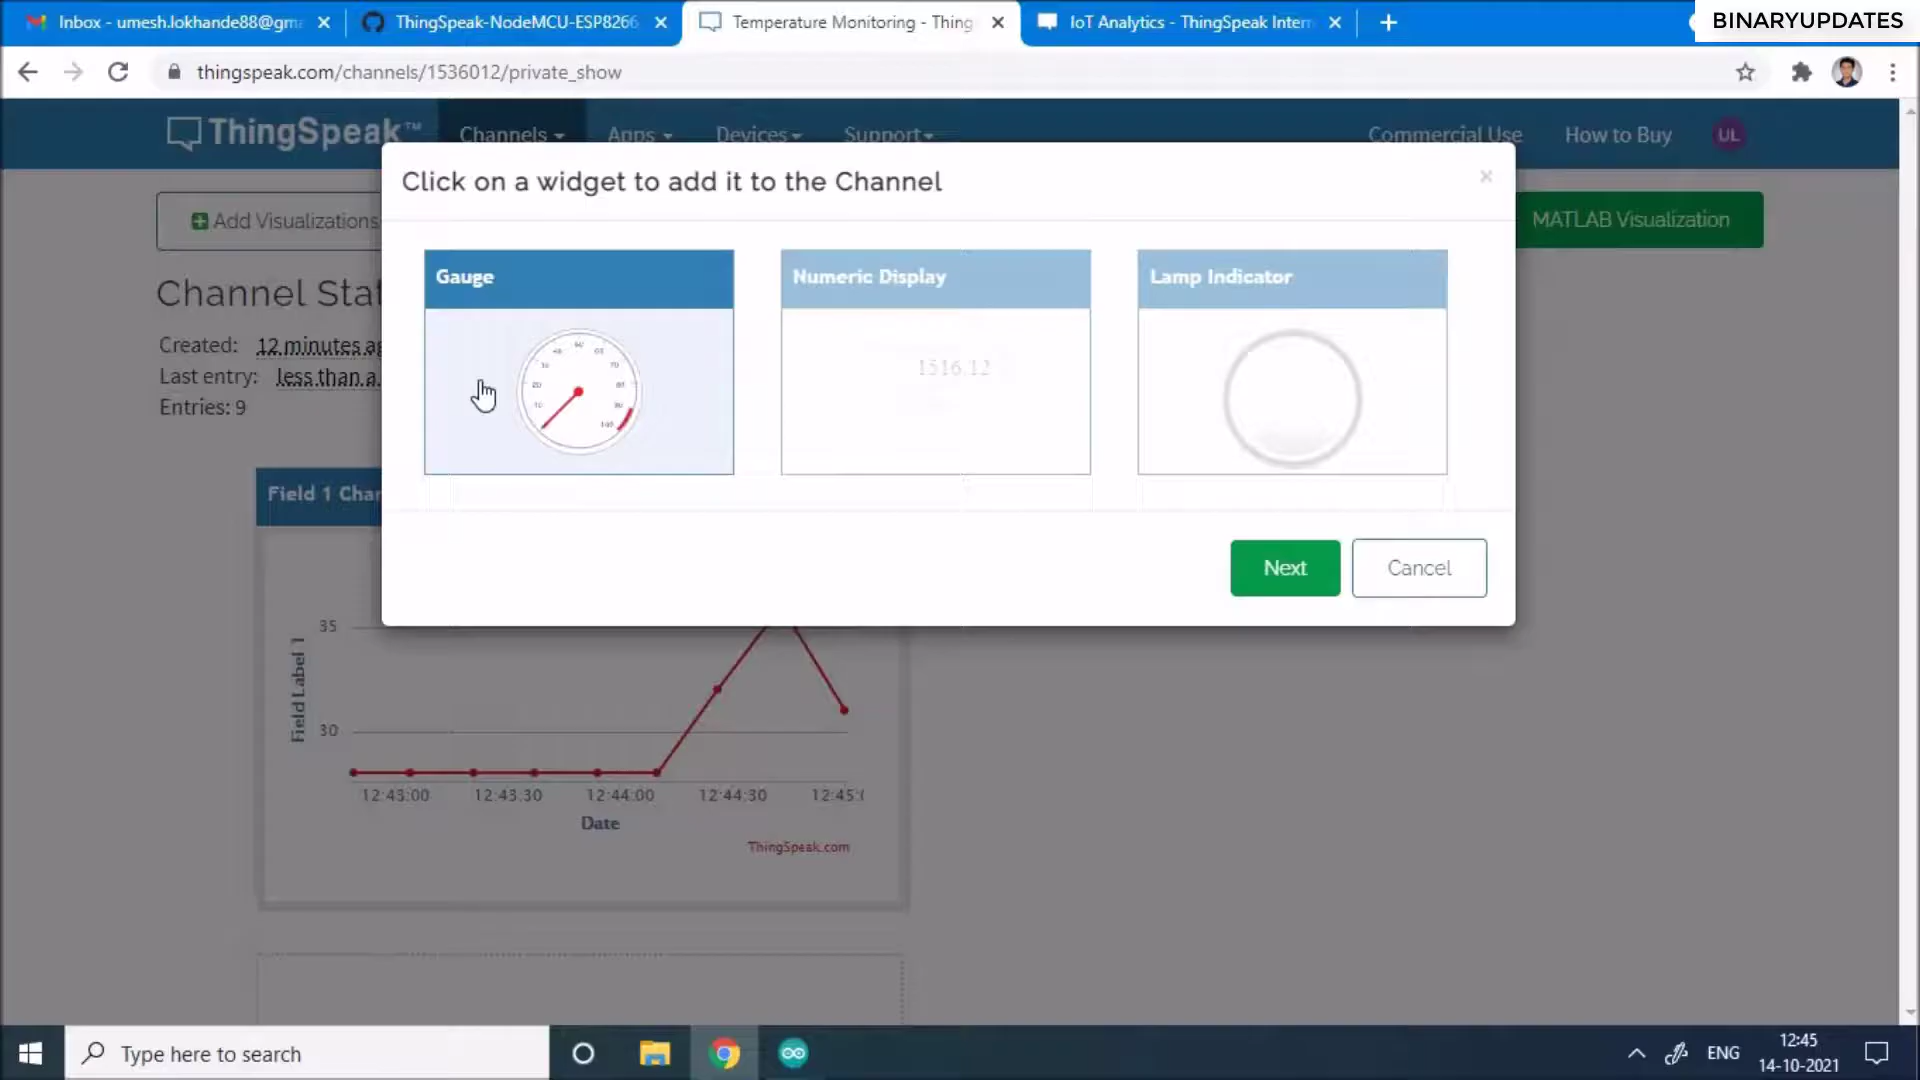 Inbox - umesh.lokhande88@gma
ThingSpeak-NodeMCU-ESP8266
Temperature Monitoring - Thing
IoT Analytics - ThingSpeak Intern
BINARYUPDATES
thingspeak.com/channels/1536012/private_show
ThingSpeak™
Channels
Apps
Devices
Support
Commercial Use
How to Buy
UL
Click on a widget to add it to the Channel
Add Visualizations
MATLAB Visualization
Gauge
Numeric Display
Lamp Indicator
1516.12
Channel Stat
Created: 12 minutes ag
Last entry: less than a
Entries: 9
Next
Cancel
Field 1 Char
Field Label 1
35
30
12:43:00
12:43:30
12:44:00
12:44:30
12:45:0
Date
ThingSpeak.com
Type here to search
ENG
12:45
14-10-2021